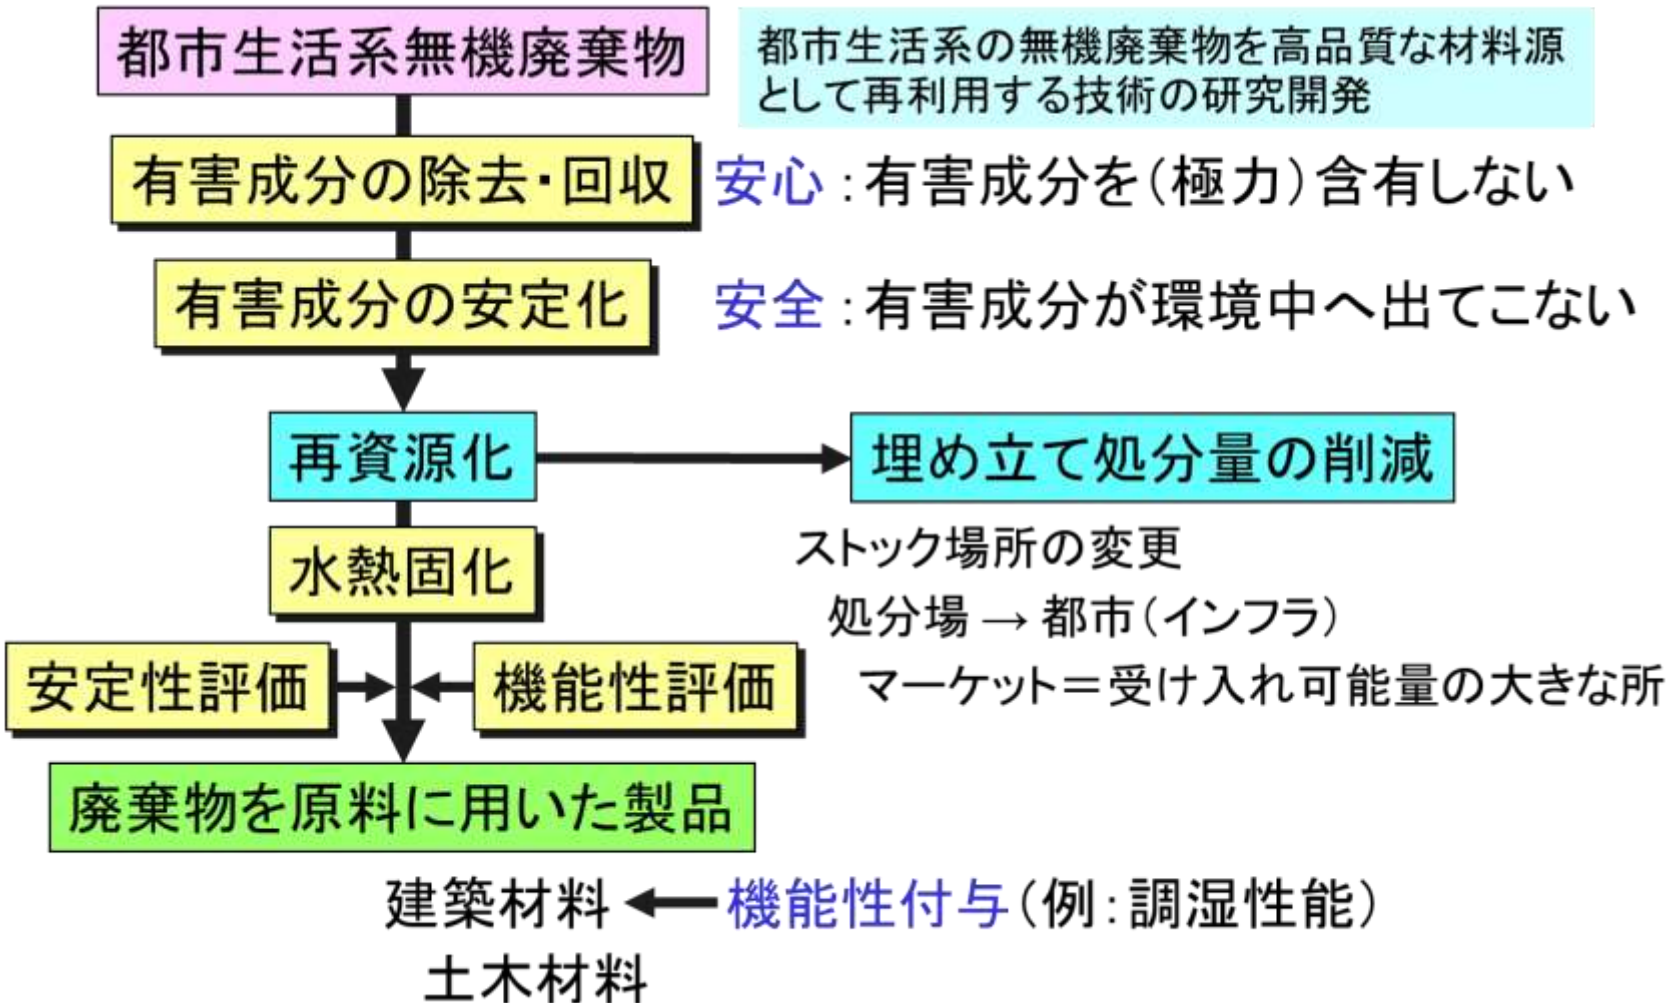 都市生活系無機廃棄物
都市生活系の無機廃棄物を高品質な材料源
として再利用する技術の研究開発
有害成分の除去・回収
安心：有害成分を（極力）含有しない
有害成分の安定化
安全：有害成分が環境中へ出てこない
再資源化
埋め立て処分量の削減
水熱固化
ストック場所の変更
処分場 → 都市（インフラ）
マーケット＝受け入れ可能量の大きな所
安定性評価
機能性評価
廃棄物を原料に用いた製品
建築材料
機能性付与（例：調湿性能）
土木材料